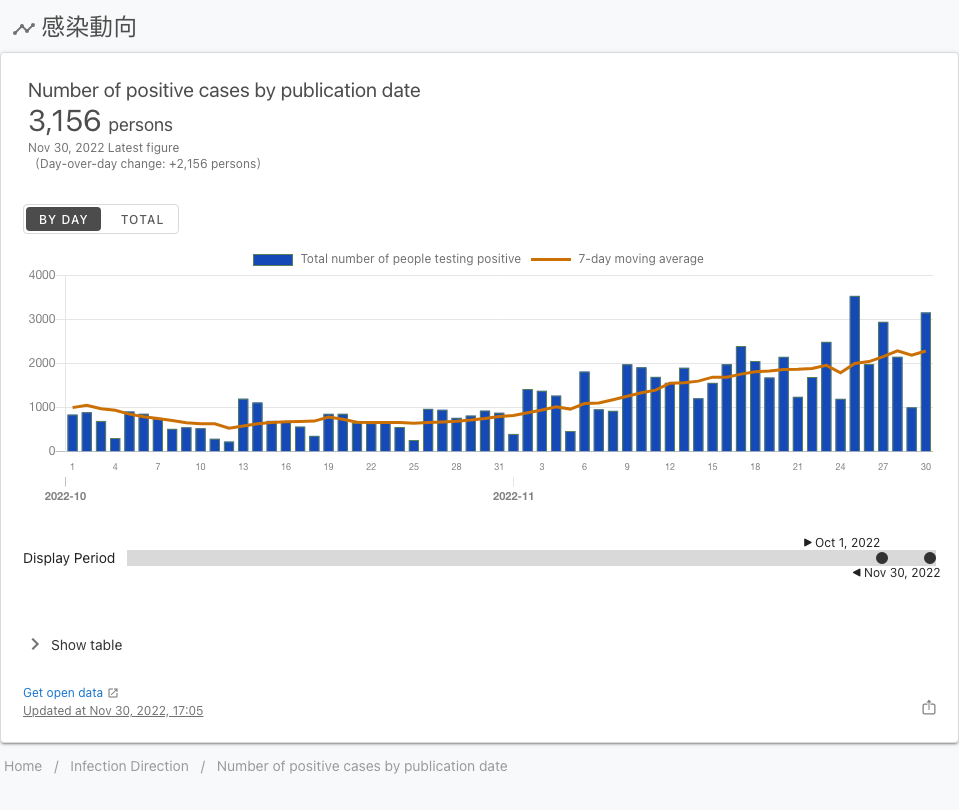 感染動向
Number of positive cases by publication date
3,156 persons
Nov 30, 2022 Latest figure
(Day-over-day change: +2,156 persons)
BY DAY TOTAL
Total number of people testing positive 7-day moving average
4000
3000
2000
1000
0
1 4 7 10 13 16 19 22 25 28 31 3 6 9 12 15 18 21 24 27 30
2022-10 2022-11
Oct 1, 2022
Display Period
Nov 30, 2022
Show table
Get open data
Updated at Nov 30, 2022, 17:05
Home / Infection Direction / Number of positive cases by publication date